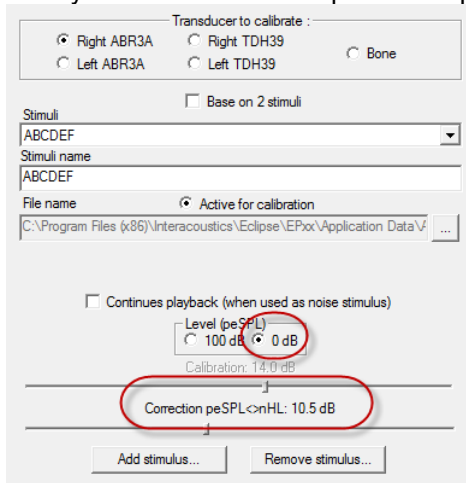 Transducer to calibrate :
Right ABR3A Right TDH39
Bone
Left ABR3A Left TDH39
Base on 2 stimuli
Stimuli
ABCDEF
Stimuli name
ABCDEF
File name Active for calibration
C:\Program Files (x86)\Interacoustics\Eclipse\EPxx\Application Data\ ...
Continues playback (when used as noise stimulus)
Level (peSPL)
100 dB 0 dB
Calibration: 14.0 dB
Correction peSPL<>nHL: 10.5 dB
Add stimulus... Remove stimulus...